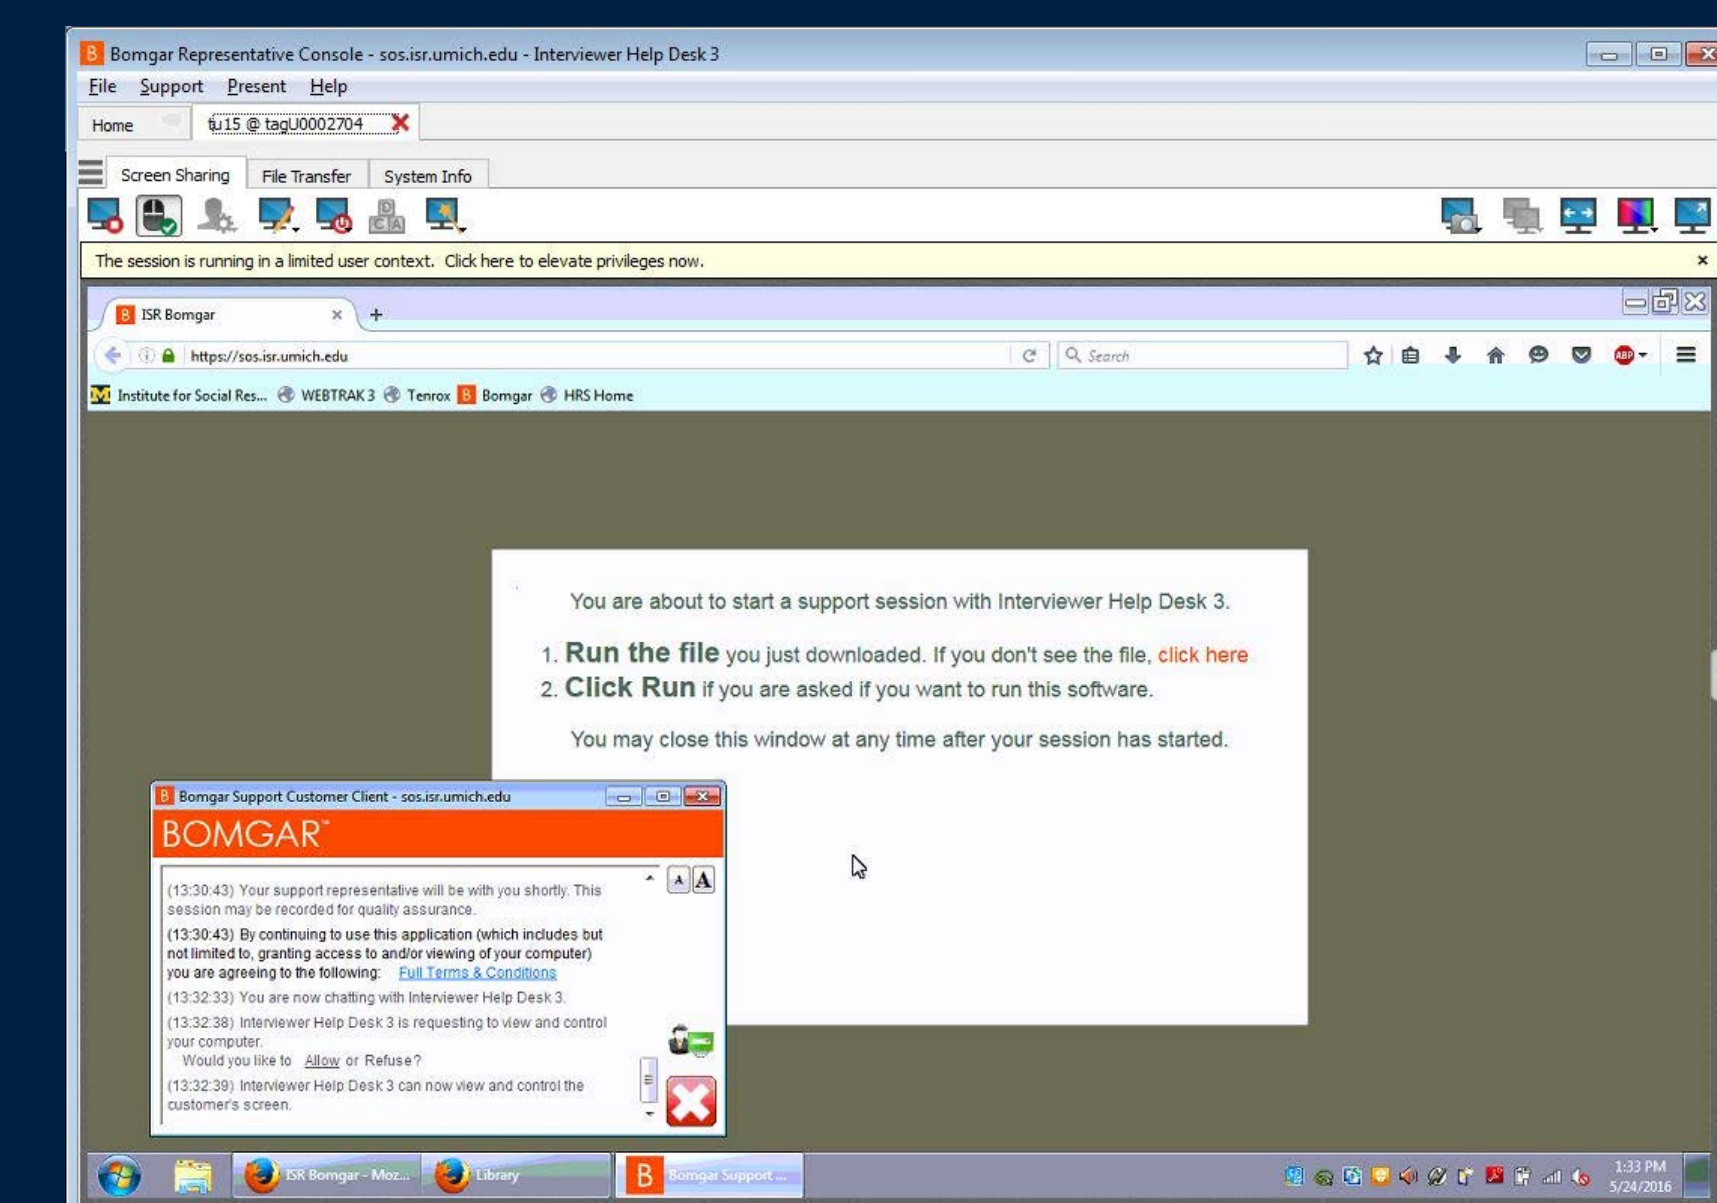 Bomgar Representative Console - sos.isr.umich.edu - Interviewer Help Desk 3
File Support Present Help
Home tju15 @ tagU0002704
Screen Sharing File Transfer System Info
The session is running in a limited user context. Click here to elevate privileges now.
ISR Bomgar
https://sos.isr.umich.edu Search ABP
Institute for Social Res... WEBTRAK 3 Tenrox Bomgar HRS Home
You are about to start a support session with Interviewer Help Desk 3.
1. Run the file you just downloaded. If you don't see the file, click here
2. Click Run if you are asked if you want to run this software.
You may close this window at any time after your session has started.
Bomgar Support Customer Client - sos.isr.umich.edu
BOMGAR™
(13:30:43) Your support representative will be with you shortly. This
session may be recorded for quality assurance.
(13:30:43) By continuing to use this application (which includes but
not limited to, granting access to and/or viewing of your computer)
you are agreeing to the following: Full Terms & Conditions
(13:32:33) You are now chatting with Interviewer Help Desk 3.
(13:32:38) Interviewer Help Desk 3 is requesting to view and control
your computer.
Would you like to Allow or Refuse?
(13:32:39) Interviewer Help Desk 3 can now view and control the
customer's screen.
A A
ISR Bomgar - Moz... Library Bomgar Support ...
1:33 PM
5/24/2016